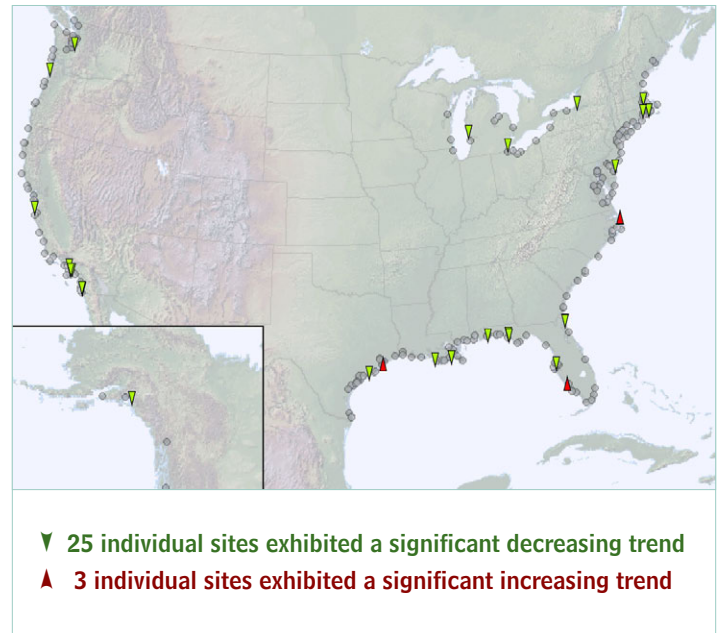 25 individual sites exhibited a significant decreasing trend
3 individual sites exhibited a significant increasing trend